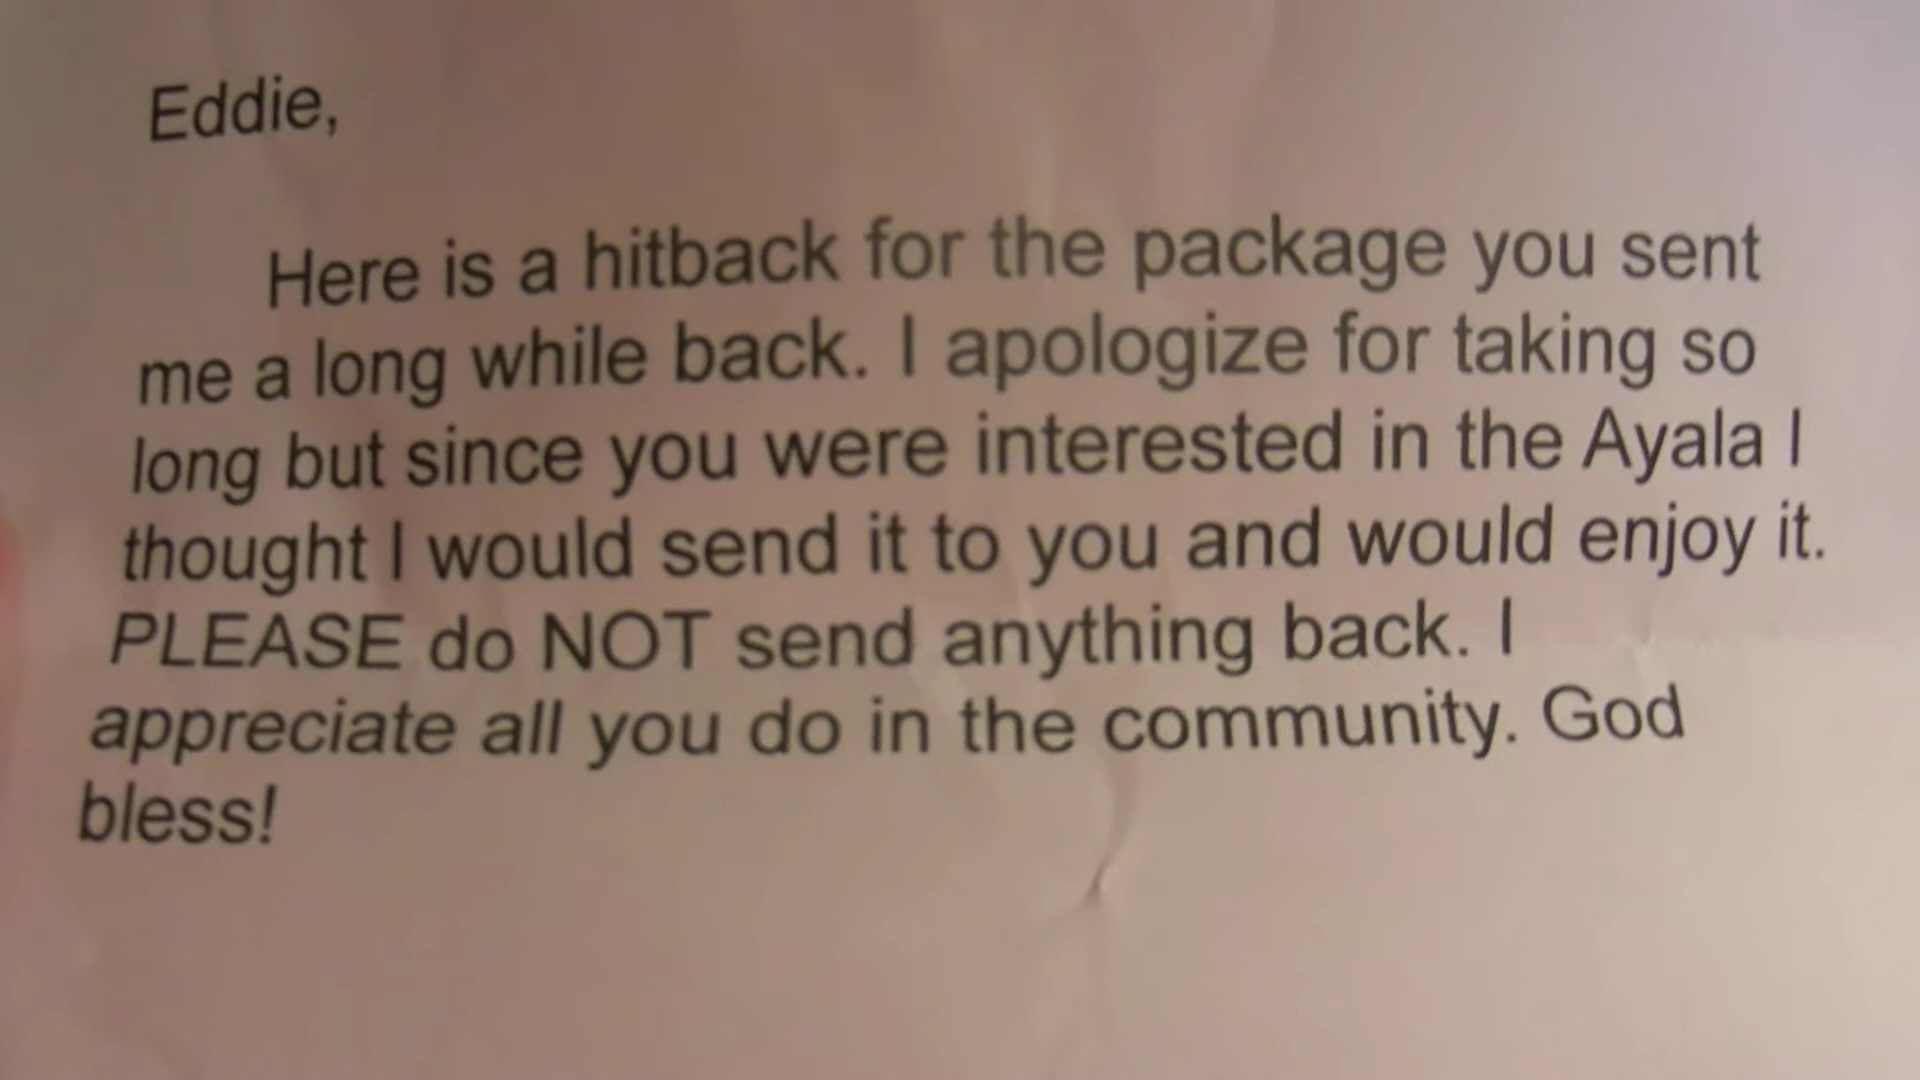 Eddie,
Here is a hitback for the package you sent
me a long while back. I apologize for taking so
long but since you were interested in the Ayala I
thought I would send it to you and would enjoy it.
PLEASE do NOT send anything back. I
appreciate all you do in the community. God
bless!